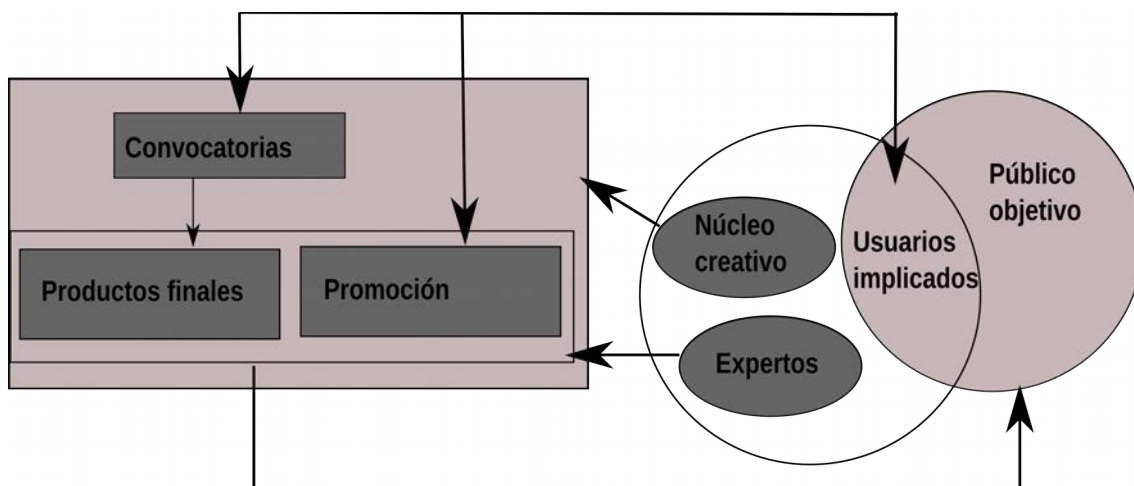 Convocatorias
Productos finales
Promoción
Núcleo
creativo
Expertos
Usuarios
implicados
Público
objetivo